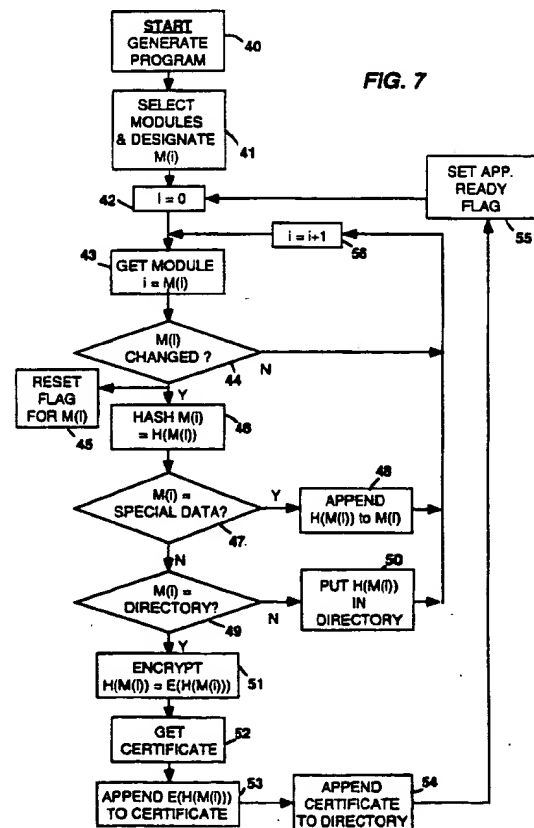 START
GENERATE
PROGRAM
40
FIG. 7
SELECT
MODULES
& DESIGNATE
M(i)
41
SET APP.
READY
FLAG
55
i = 0
42
i = i+1
56
43
GET MODULE
i = M(i)
M(i)
CHANGED ?
44
N
Y
RESET
FLAG
FOR M(i)
45
HASH M(i)
= H(M(i))
46
M(i) =
SPECIAL DATA?
47
Y
48
APPEND
H(M(i)) to M(i)
N
M(i) =
DIRECTORY?
49
N
50
PUT H(M(i))
IN
DIRECTORY
Y
ENCRYPT
H(M(i)) = E(H(M(i)))
51
GET
CERTIFICATE
52
APPEND E(H(M(i)))
TO CERTIFICATE
53
APPEND
CERTIFICATE
TO DIRECTORY
54